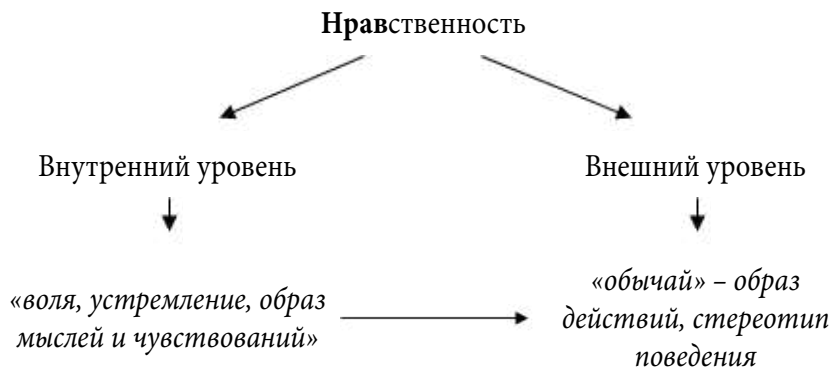 Нравственность
Внутренний уровень
Внешний уровень
«воля, устремление, образ
мыслей и чувствований»
«обычай» – образ
действий, стереотип
поведения